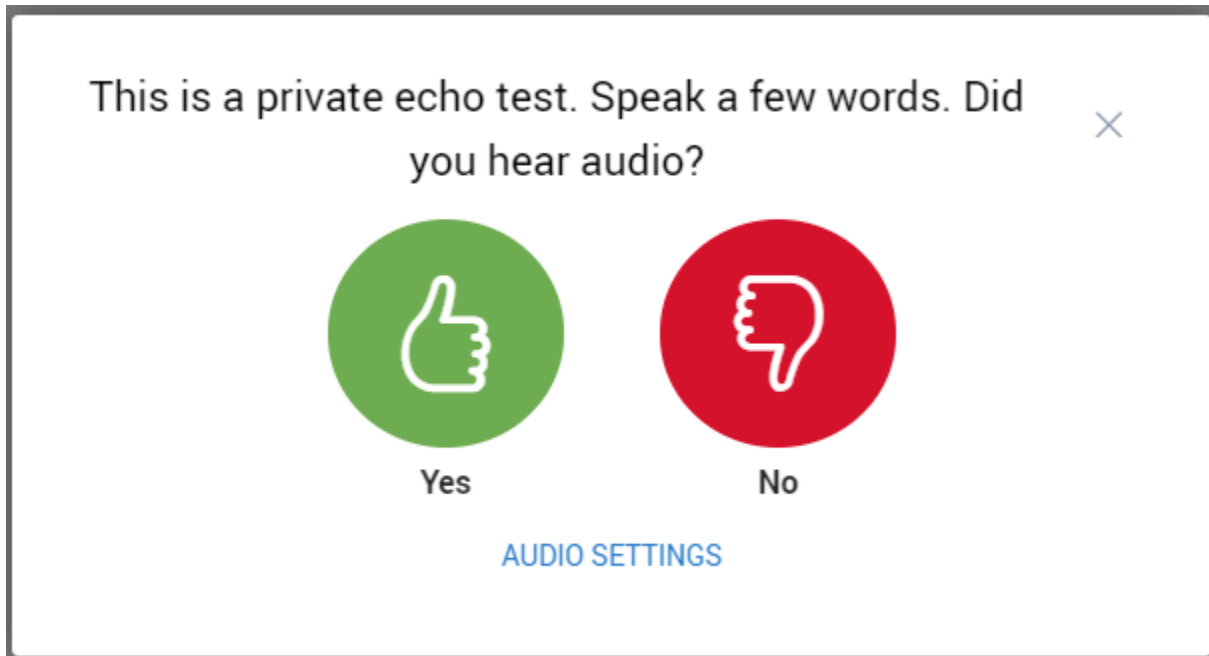 This is a private echo test. Speak a few words. Did
you hear audio?
Yes
No
AUDIO SETTINGS